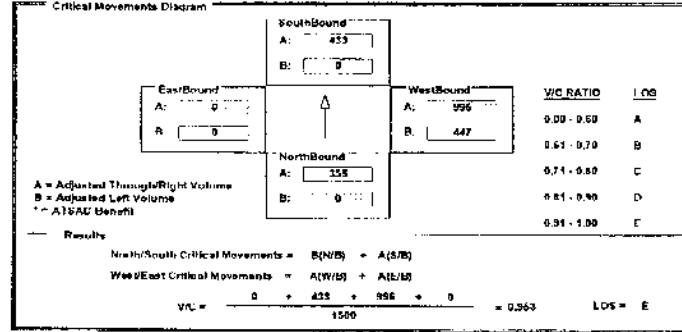 Critical Movements Diagram
SouthBound
A: 433
B: 0
EastBound
A: 0
B: 0
WestBound
A: 996
B: 447
NorthBound
A: 355
B: 0
V/C RATIO LOS
0.00 - 0.60 A
0.61 - 0.70 B
0.71 - 0.80 C
0.81 - 0.90 D
0.91 - 1.00 E
A = Adjusted Through/Right Volume
B = Adjusted Left Volume
* = ATSAC Benefit
Results
North/South Critical Movements = B(N/B) + A(S/B)
West/East Critical Movements = A(W/B) + A(E/B)
V/C = 0 + 433 + 996 + 0 = 0.953 LOS = E
1500